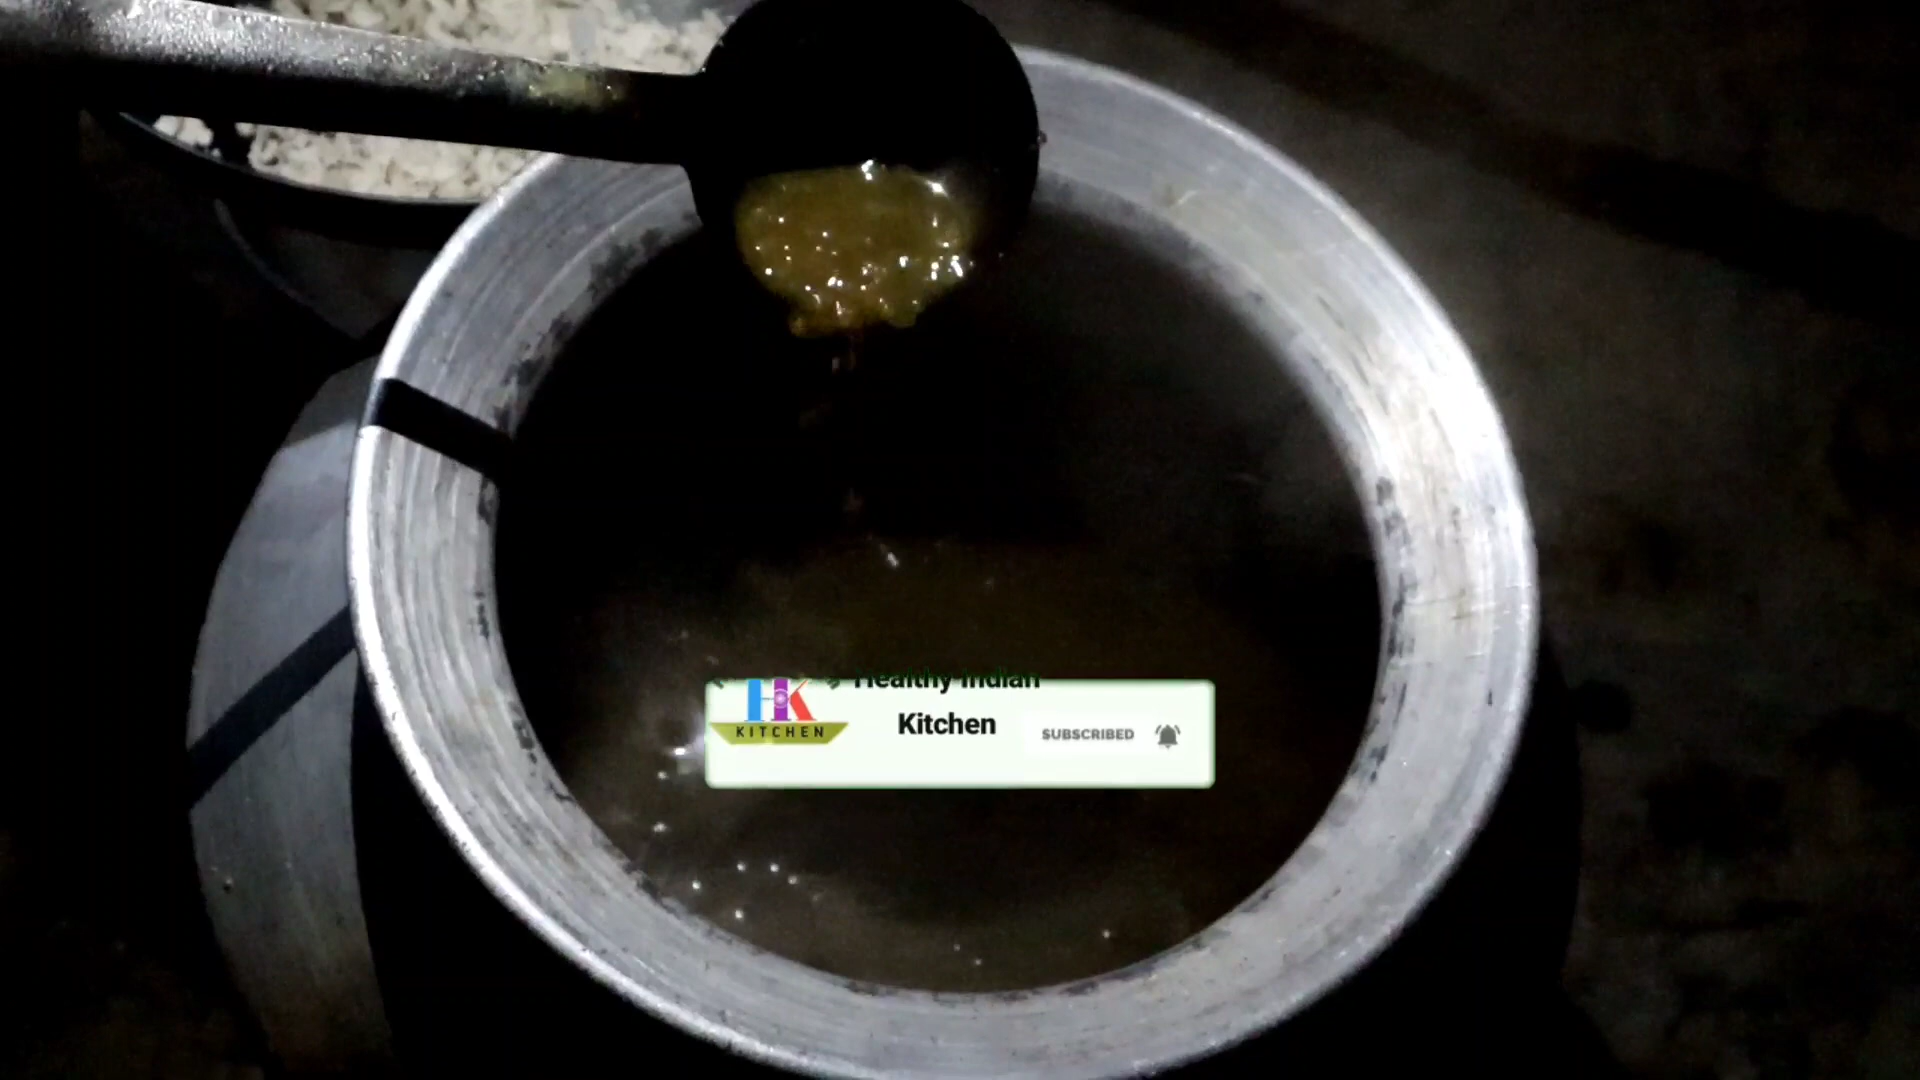 Healthy Indian
Kitchen
HK
KITCHEN
SUBSCRIBED